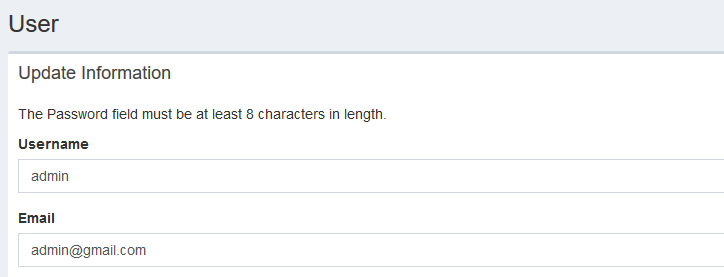 User
Update Information
The Password field must be at least 8 characters in length.
Username
admin
Email
admin@gmail.com